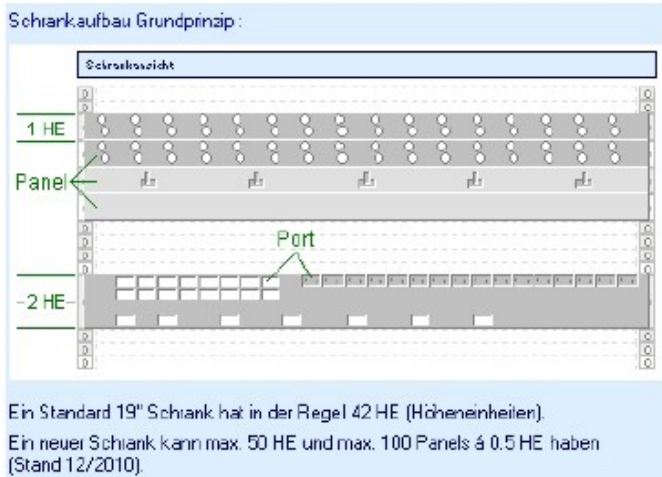 Schrankaufbau Grundprinzip:
Schrankansicht
1 HE
Panel
Port
2 HE
Ein Standard 19" Schrank hat in der Regel 42 HE (Höheneinheiten).
Ein neuer Schrank kann max. 50 HE und max. 100 Panels á 0.5 HE haben
(Stand 12/2010).